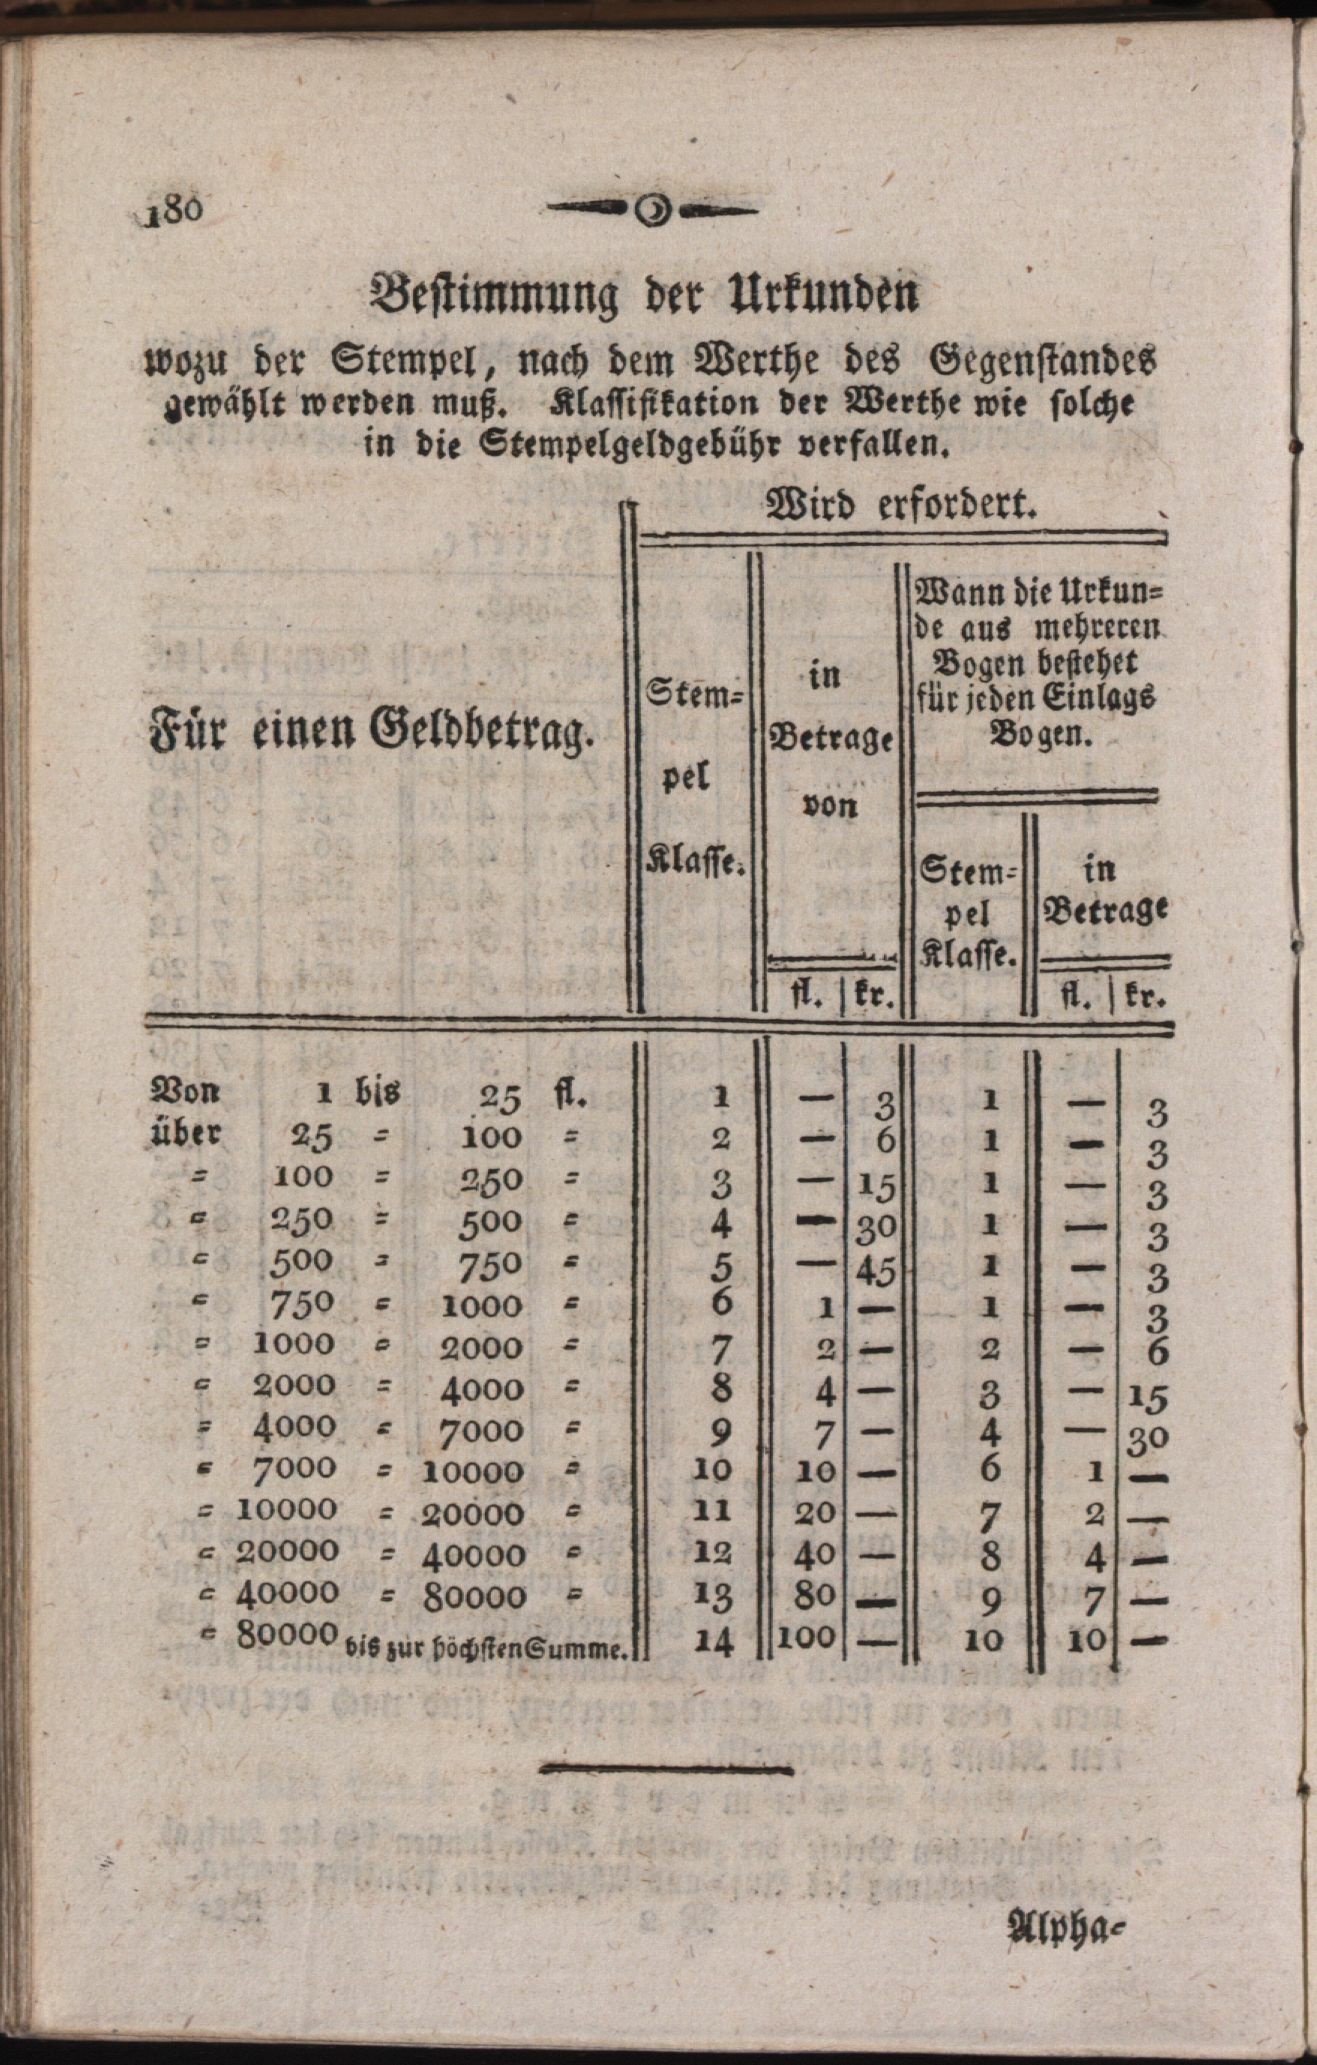 180
Bestimmung der Urkunden
wozu der Stempel, nach dem Werthe des Gegenstandes
gewählt werden muß. Klassifikation der Werthe wie solche
in die Stempelgeldgebühr verfallen.
Wird erfordert.
Für einen Geldbetrag.
Stem=
pel
Klasse.
in
Betrage
von
fl. | kr.
Wann die Urkun=
de aus mehreren
Bogen bestehet
für jeden Einlags
Bogen.
Stem=
pel
Klasse.
in
Betrage
fl. | kr.
Von 1 bis 25 fl. 1 — 3 1 — 3
über 25 = 100 = 2 — 6 1 — 3
= 100 = 250 = 3 — 15 1 — 3
= 250 = 500 = 4 — 30 1 — 3
= 500 = 750 = 5 — 45 1 — 3
= 750 = 1000 = 6 1 — 1 — 3
= 1000 = 2000 = 7 2 — 2 — 6
= 2000 = 4000 = 8 4 — 3 — 15
= 4000 = 7000 = 9 7 — 4 — 30
= 7000 = 10000 = 10 10 — 6 1 —
= 10000 = 20000 = 11 20 — 7 2 —
= 20000 = 40000 = 12 40 — 8 4 —
= 40000 = 80000 = 13 80 — 9 7 —
= 80000 bis zur höchsten Summe. 14 100 — 10 10 —
Alpha=